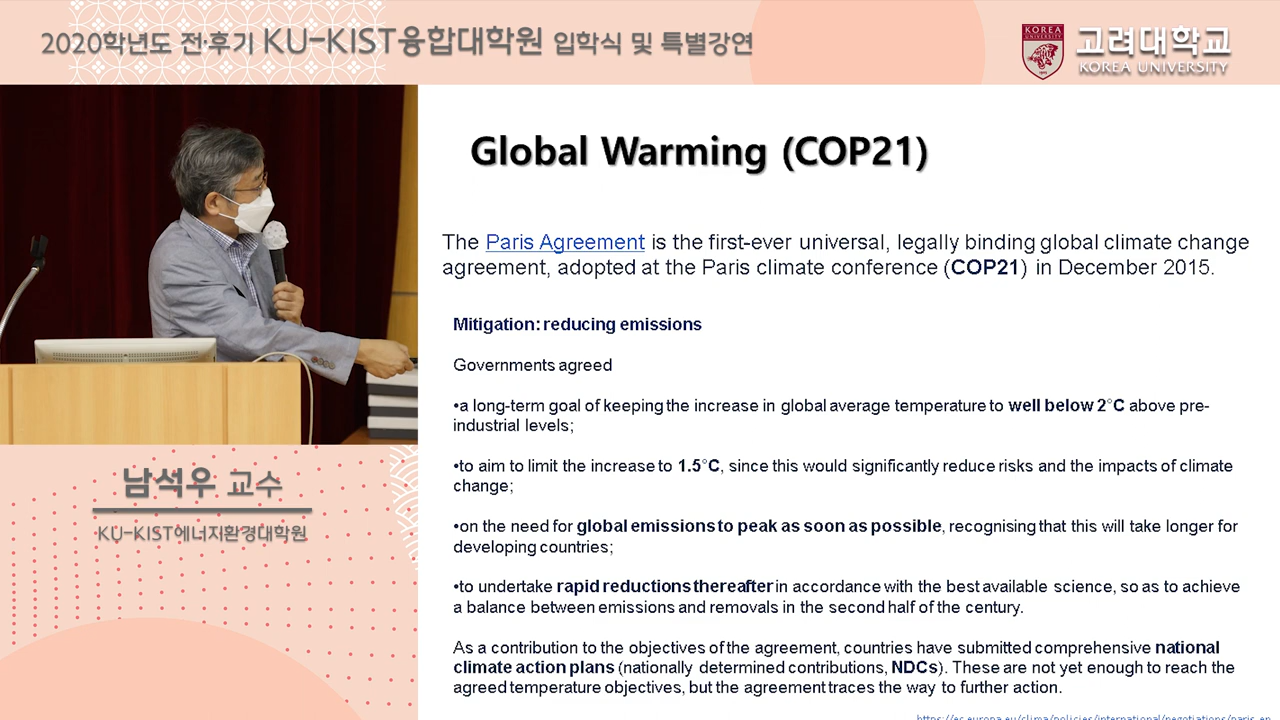 2020학년도 전·후기 KU-KIST융합대학원 입학식 및 특별강연
KOREA
UNIVERSITY
고려대학교
KOREA UNIVERSITY
Global Warming (COP21)
The Paris Agreement is the first-ever universal, legally binding global climate change
agreement, adopted at the Paris climate conference (COP21) in December 2015.
Mitigation: reducing emissions
Governments agreed
•a long-term goal of keeping the increase in global average temperature to well below 2°C above pre-
industrial levels;
•to aim to limit the increase to 1.5°C, since this would significantly reduce risks and the impacts of climate
change;
•on the need for global emissions to peak as soon as possible, recognising that this will take longer for
developing countries;
•to undertake rapid reductions thereafter in accordance with the best available science, so as to achieve
a balance between emissions and removals in the second half of the century.
As a contribution to the objectives of the agreement, countries have submitted comprehensive national
climate action plans (nationally determined contributions, NDCs). These are not yet enough to reach the
agreed temperature objectives, but the agreement traces the way to further action.
남석우 교수
KU-KIST에너지환경대학원